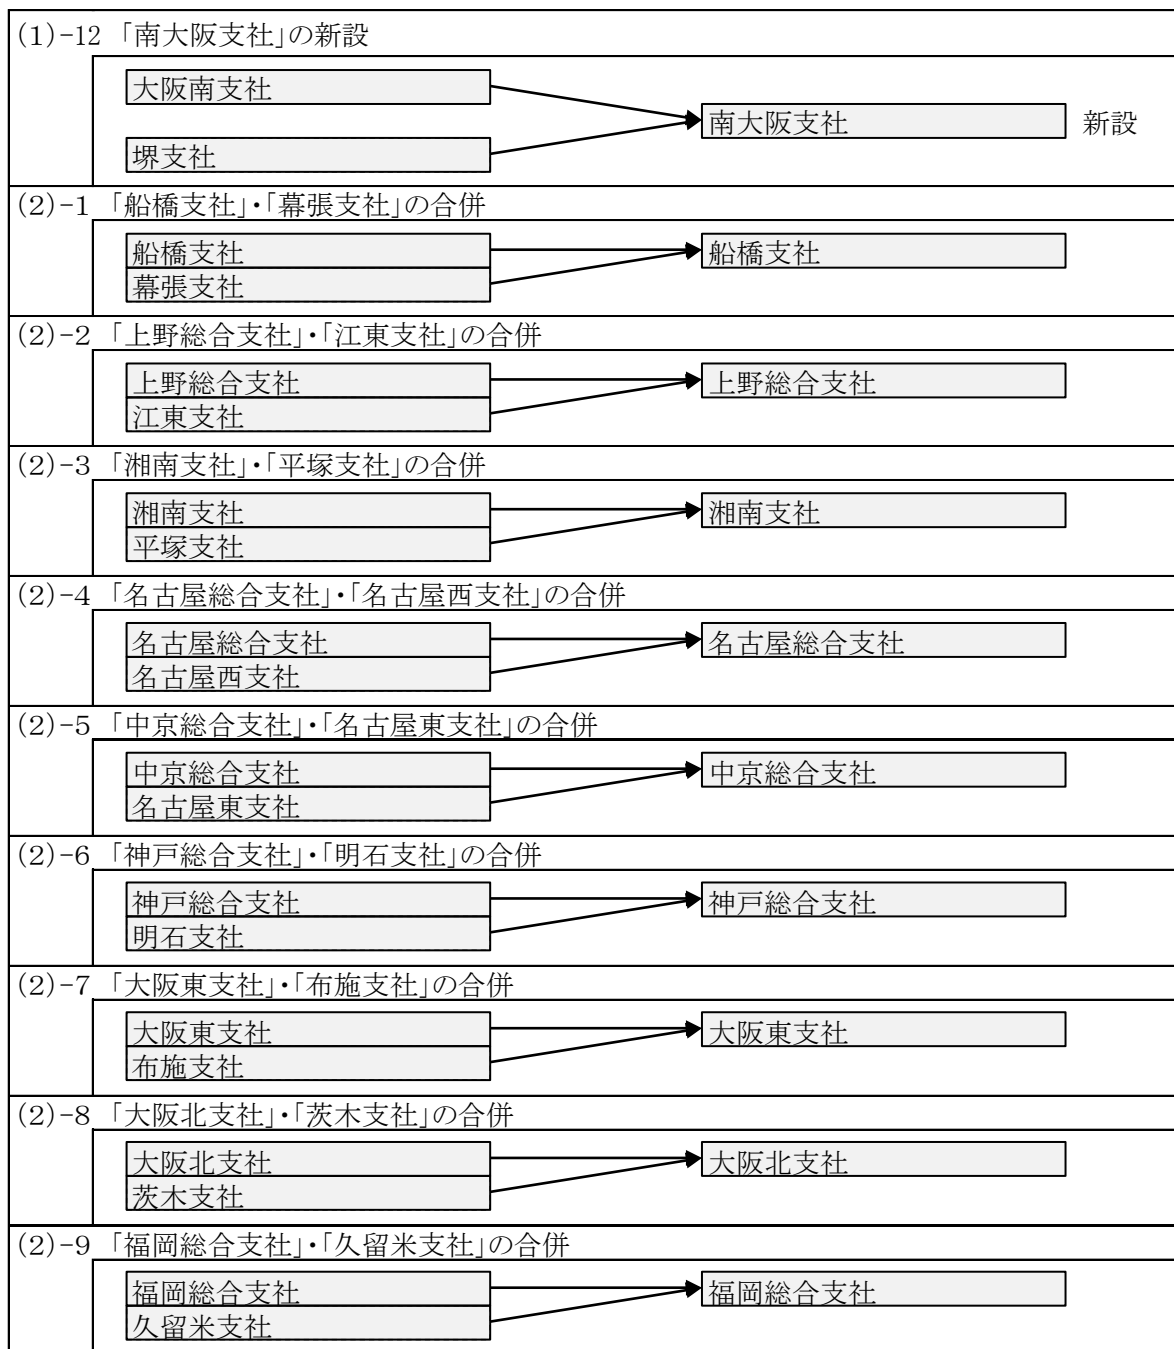 (1)-12 「南大阪支社」の新設
大阪南支社
南大阪支社 新設
堺支社
(2)-1 「船橋支社」・「幕張支社」の合併
船橋支社 船橋支社
幕張支社
(2)-2 「上野総合支社」・「江東支社」の合併
上野総合支社 上野総合支社
江東支社
(2)-3 「湘南支社」・「平塚支社」の合併
湘南支社 湘南支社
平塚支社
(2)-4 「名古屋総合支社」・「名古屋西支社」の合併
名古屋総合支社 名古屋総合支社
名古屋西支社
(2)-5 「中京総合支社」・「名古屋東支社」の合併
中京総合支社 中京総合支社
名古屋東支社
(2)-6 「神戸総合支社」・「明石支社」の合併
神戸総合支社 神戸総合支社
明石支社
(2)-7 「大阪東支社」・「布施支社」の合併
大阪東支社 大阪東支社
布施支社
(2)-8 「大阪北支社」・「茨木支社」の合併
大阪北支社 大阪北支社
茨木支社
(2)-9 「福岡総合支社」・「久留米支社」の合併
福岡総合支社 福岡総合支社
久留米支社